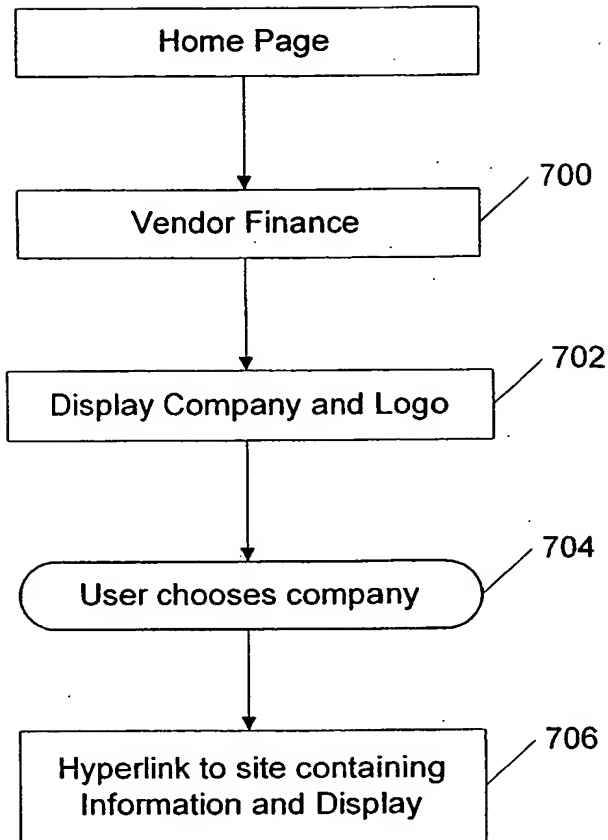 Home Page
700
Vendor Finance
702
Display Company and Logo
704
User chooses company
706
Hyperlink to site containing
Information and Display